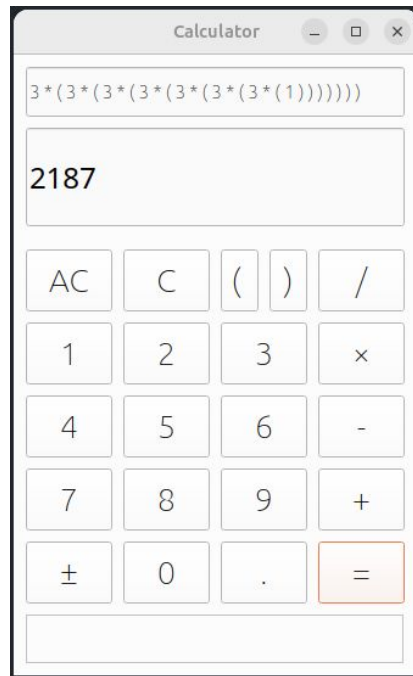 Calculator
3*(3*(3*(3*(3*(3*(3*(1)))))))
2187
AC C ( ) /
1 2 3 ×
4 5 6 -
7 8 9 +
± 0 . =